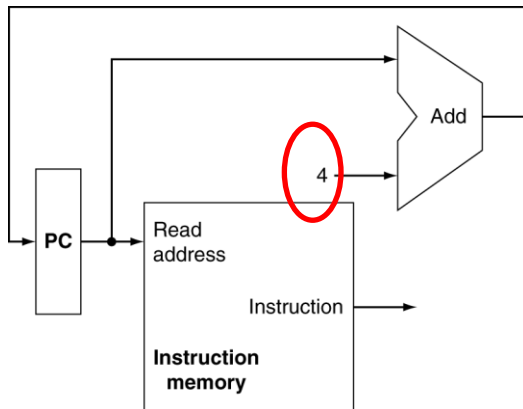 Add
4
PC
Read
address
Instruction
Instruction
memory